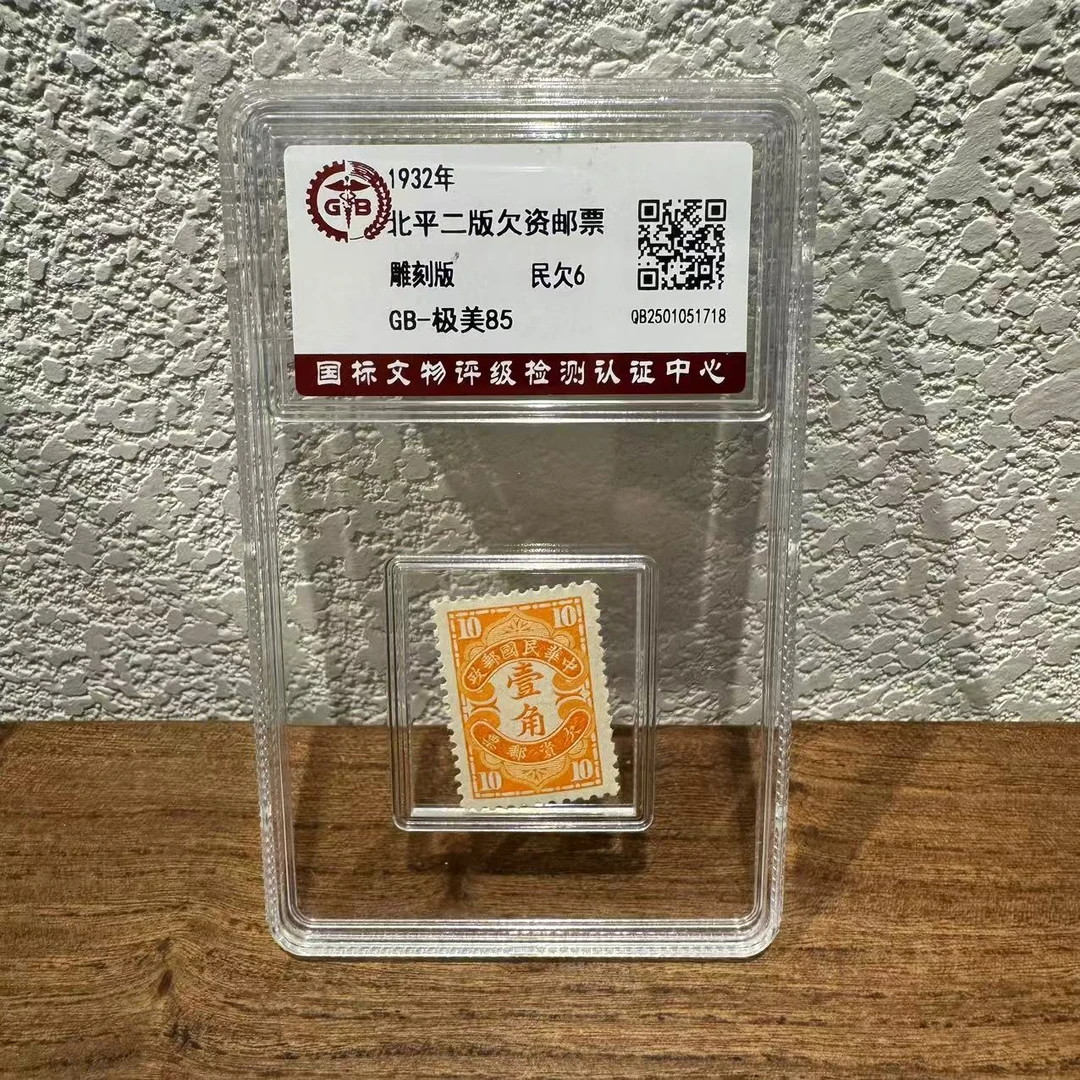 GB
1932年
北平二版欠资邮票
雕刻版 民欠6
GB-极美85
QB2501051718
国标文物评级检测认证中心
10 10
政郵國民華中
壹
角
票郵資欠
10 10